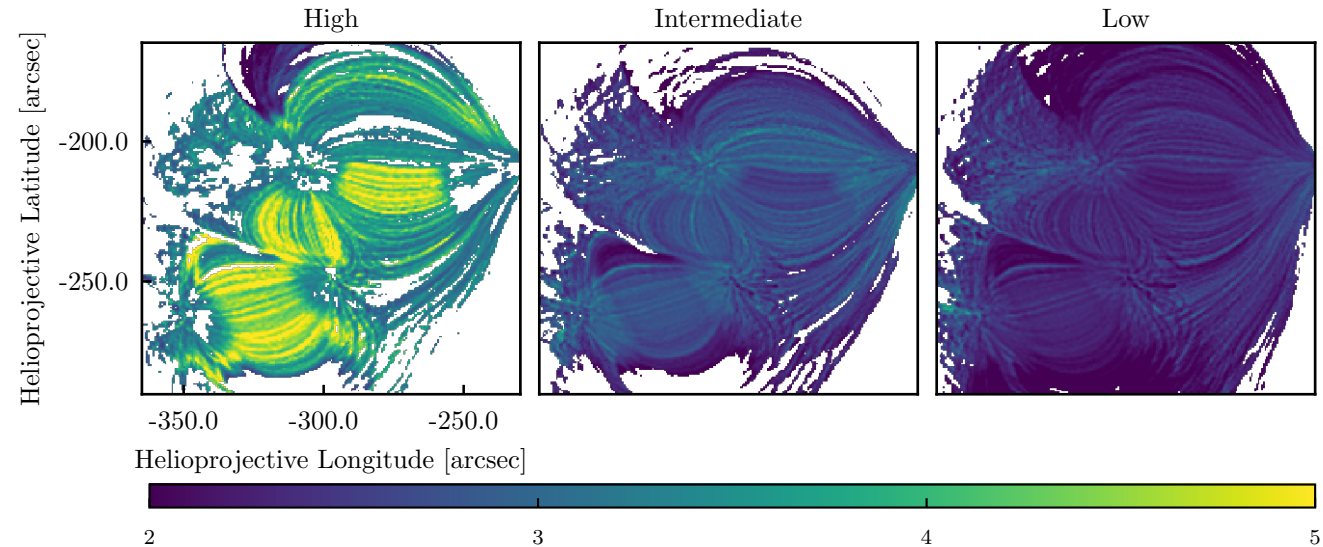 High Intermediate Low
Helioprojective Latitude [arcsec]
-200.0
-250.0
-350.0 -300.0 -250.0
Helioprojective Longitude [arcsec]
2 3 4 5